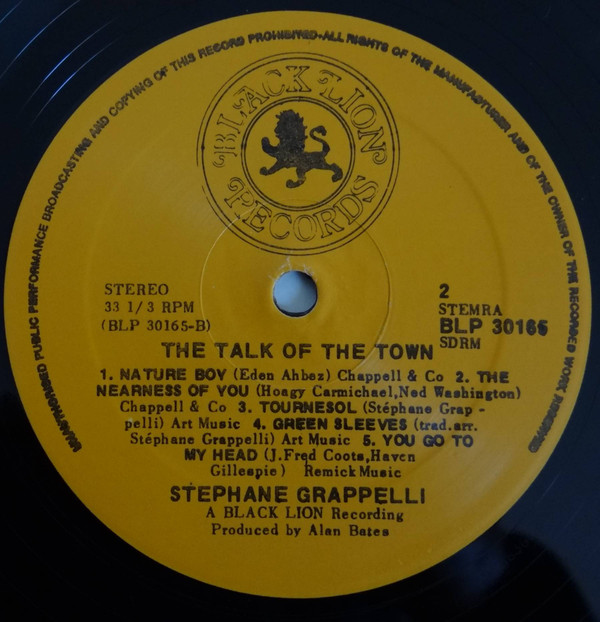 UNAUTHORISED PUBLIC PERFORMANCE BROADCASTING AND COPYING OF THIS RECORD PROHIBITED-ALL RIGHTS OF THE MANUFACTURER AND OF THE OWNER OF THE RECORDED WORK RESERVED
BLACK LION
RECORDS
STEREO
33 1/3 RPM
(BLP 30165-B)
2
STEMRA
BLP 30165
SDRM
THE TALK OF THE TOWN
1. NATURE BOY (Eden Ahbez) Chappell & Co 2. THE
NEARNESS OF YOU (Hoagy Carmichael,Ned Washington)
Chappell & Co 3. TOURNESOL (Stéphane Grap -
pelli) Art Music 4. GREEN SLEEVES (trad.arr.
Stéphane Grappelli) Art Music 5. YOU GO TO
MY HEAD (J.Fred Coots,Haven
Gillespie) Remick Music
STEPHANE GRAPPELLI
A BLACK LION Recording
Produced by Alan Bates